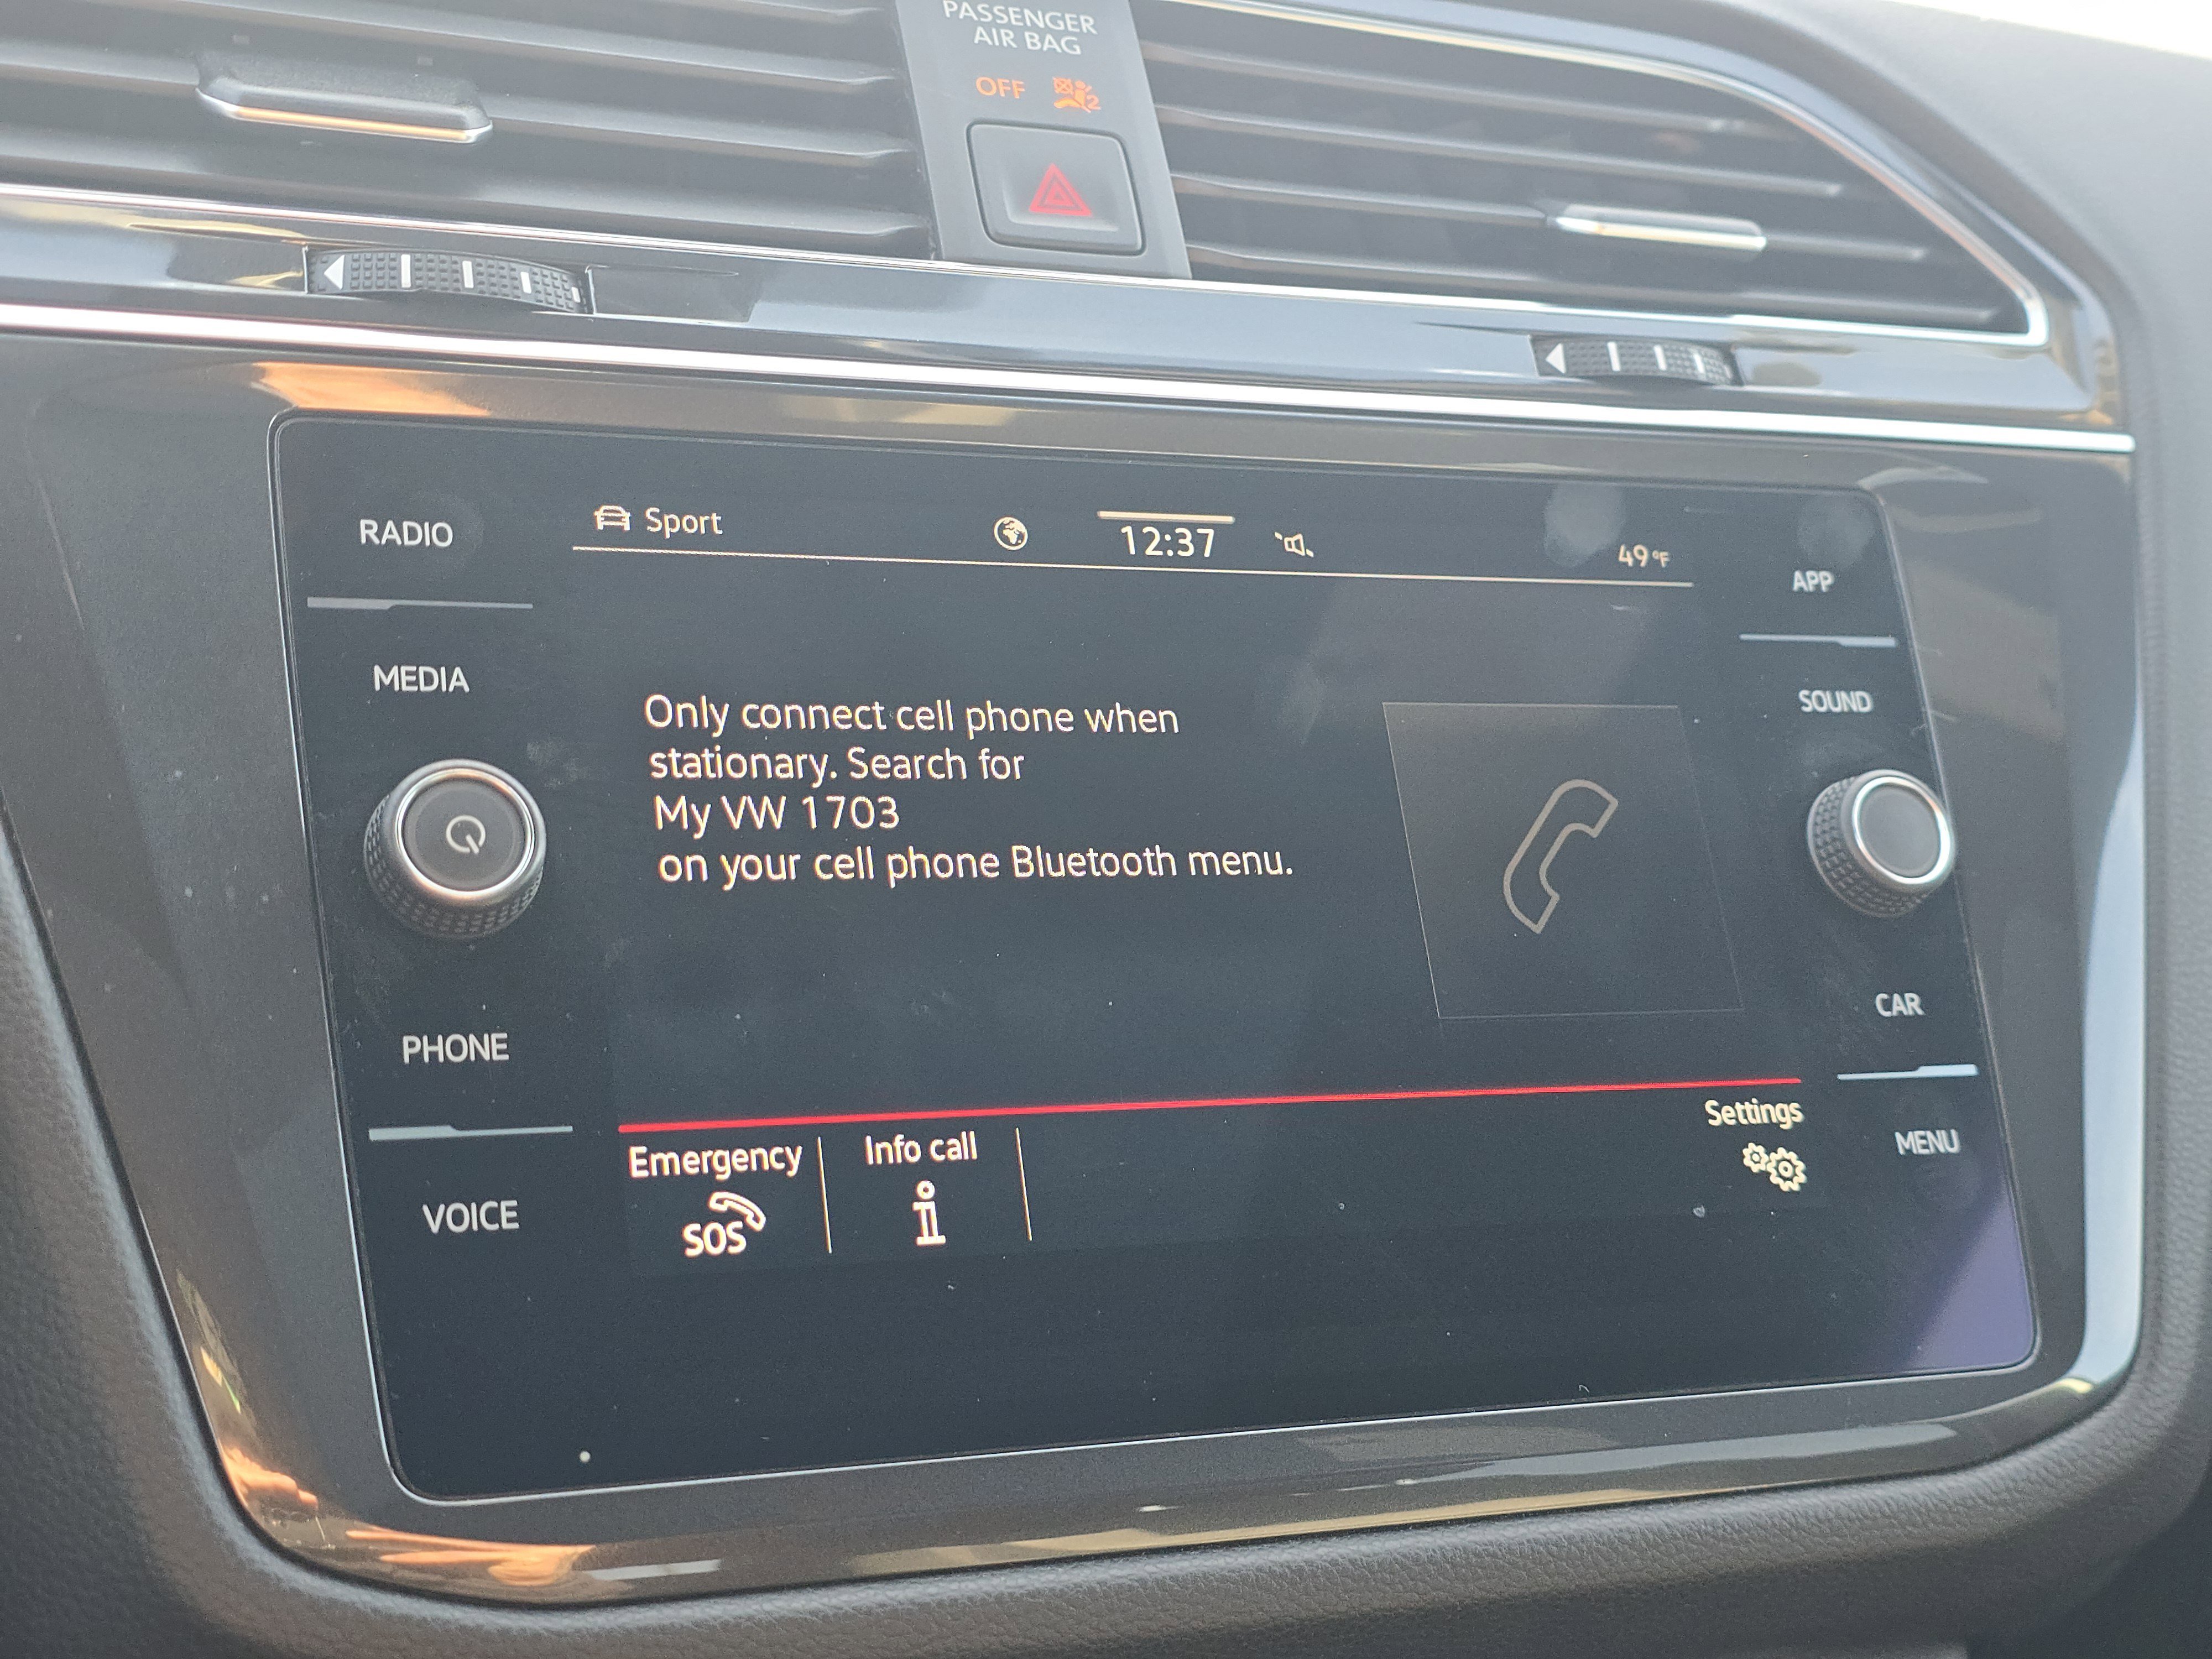 PASSENGER
AIR BAG
OFF
2
RADIO
Sport
12:37
49°F
APP
MEDIA
SOUND
Only connect cell phone when
stationary. Search for
My VW 1703
on your cell phone Bluetooth menu.
CAR
PHONE
Settings
Emergency
Info call
MENU
VOICE
SOS
i